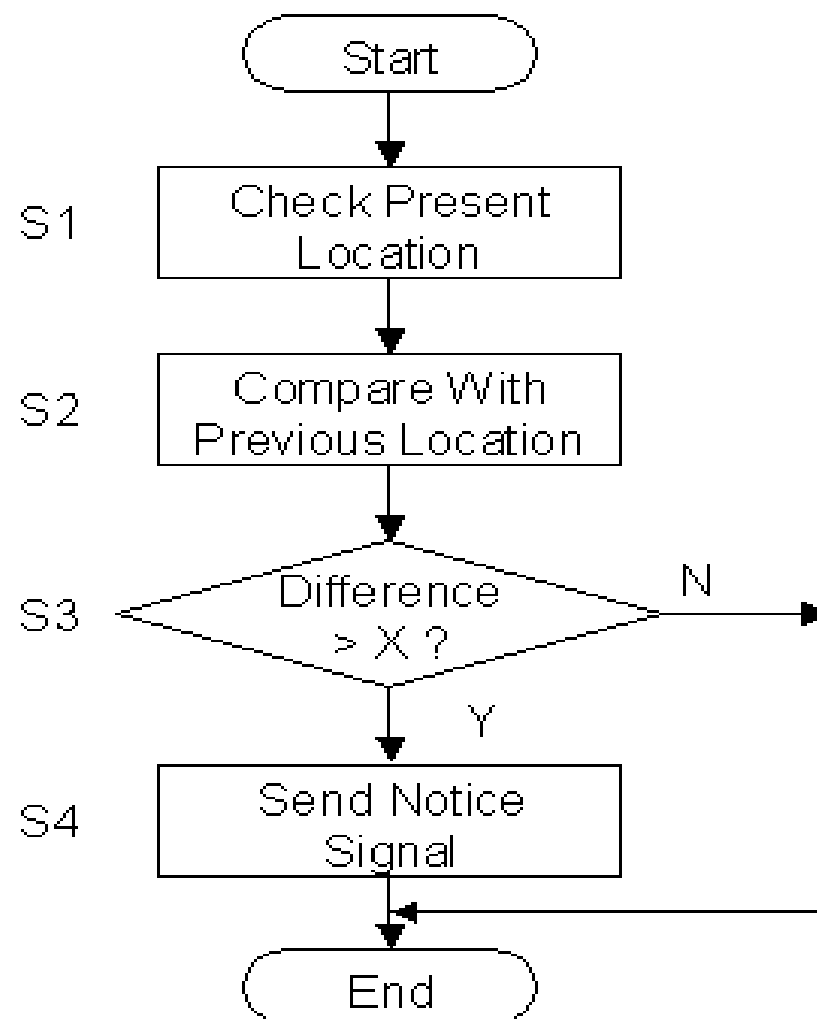 Start
S1
Check Present
Location
S2
Compare With
Previous Location
S3
Difference
> X ?
N
Y
S4
Send Notice
Signal
End